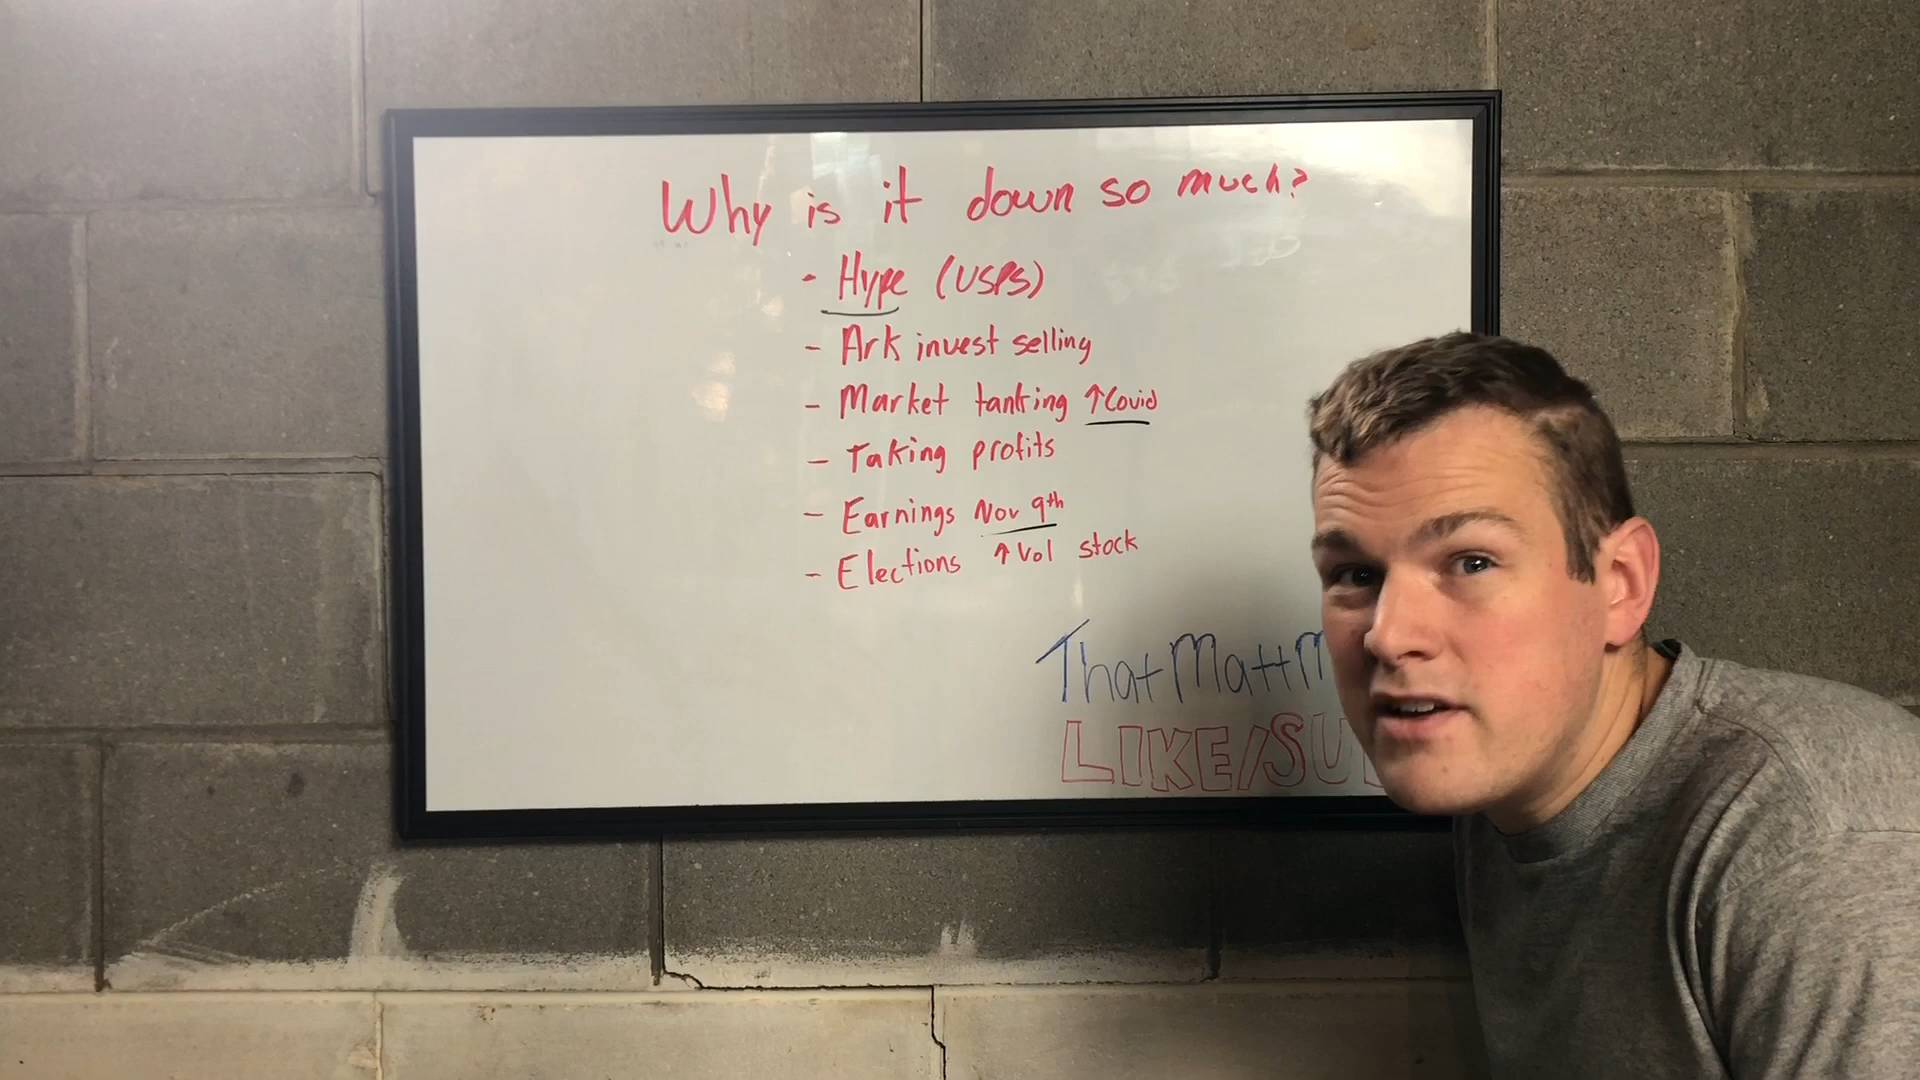 Why is it down so much?
- Hype (USPS)
- Ark invest selling
- Market tanking ↑Covid
- Taking profits
- Earnings Nov 9th
- Elections ↑ Vol stock
ThatMattM
LIKE/SU